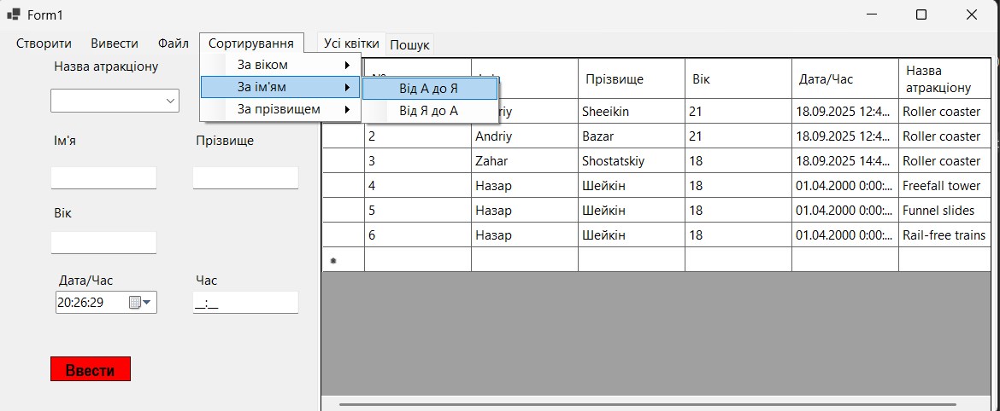 Form1
Створити Вивести Файл Сортирування Усі квітки Пошук
Назва атракціону
За віком
За ім'ям
За прізвищем
Від А до Я
Від Я до А
Ім'я Прізвище
Вік
Дата/Час Час
20:26:29 __:__
Ввести
Прізвище Вік Дата/Час Назва атракціону
Sheeikin 21 18.09.2025 12:4... Roller coaster
2 Andriy Bazar 21 18.09.2025 12:4... Roller coaster
3 Zahar Shostatskiy 18 18.09.2025 14:4... Roller coaster
4 Назар Шейкін 18 01.04.2000 0:00:... Freefall tower
5 Назар Шейкін 18 01.04.2000 0:00:... Funnel slides
6 Назар Шейкін 18 01.04.2000 0:00:... Rail-free trains